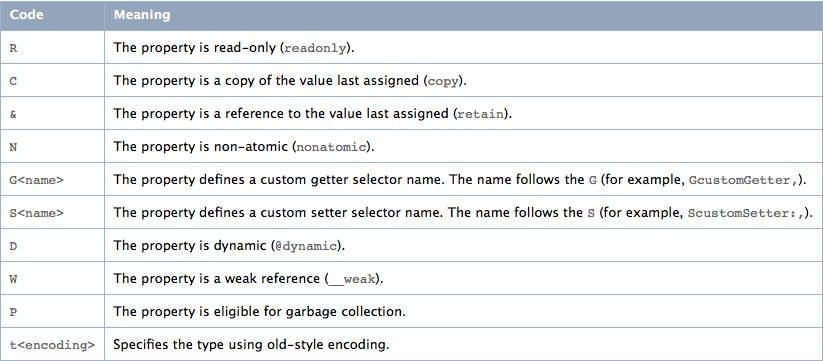 Code Meaning
R The property is read-only (readonly).
C The property is a copy of the value last assigned (copy).
& The property is a reference to the value last assigned (retain).
N The property is non-atomic (nonatomic).
G<name> The property defines a custom getter selector name. The name follows the G (for example, GcustomGetter,).
S<name> The property defines a custom setter selector name. The name follows the S (for example, ScustomSetter:,).
D The property is dynamic (@dynamic).
W The property is a weak reference (__weak).
P The property is eligible for garbage collection.
t<encoding> Specifies the type using old-style encoding.